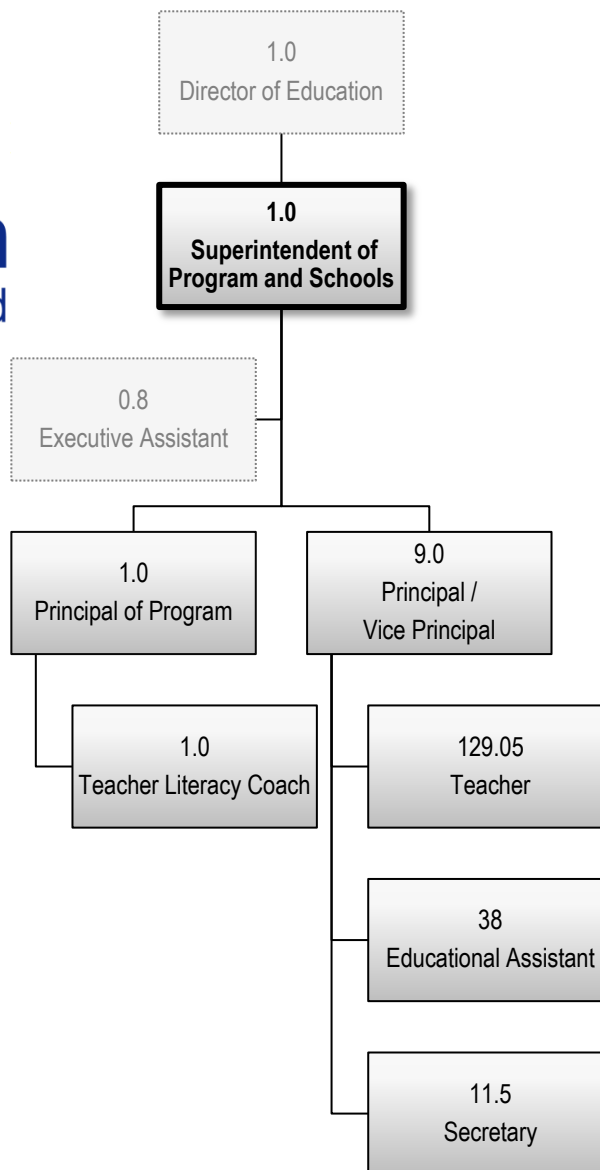 1.0
Director of Education
1.0
Superintendent of
Program and Schools
0.8
Executive Assistant
1.0
Principal of Program
9.0
Principal /
Vice Principal
1.0
Teacher Literacy Coach
129.05
Teacher
38
Educational Assistant
11.5
Secretary